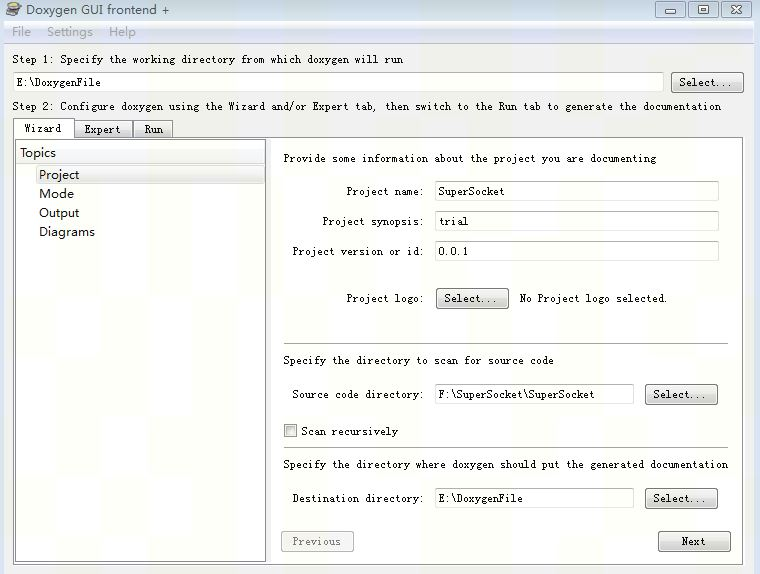 Doxygen GUI frontend +
File Settings Help
Step 1: Specify the working directory from which doxygen will run
E:\DoxygenFile Select...
Step 2: Configure doxygen using the Wizard and/or Expert tab, then switch to the Run tab to generate the documentation
Wizard Expert Run
Topics
Project
Mode
Output
Diagrams
Provide some information about the project you are documenting
Project name: SuperSocket
Project synopsis: trial
Project version or id: 0.0.1
Project logo: Select... No Project logo selected.
Specify the directory to scan for source code
Source code directory: F:\SuperSocket\SuperSocket Select...
Scan recursively
Specify the directory where doxygen should put the generated documentation
Destination directory: E:\DoxygenFile Select...
Previous Next